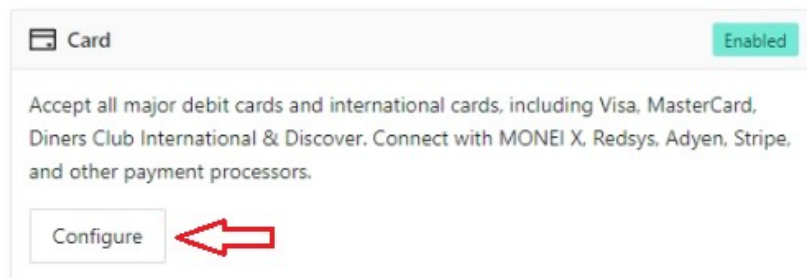 Card
Enabled
Accept all major debit cards and international cards, including Visa, MasterCard,
Diners Club International & Discover. Connect with MONEI X, Redsys, Adyen, Stripe,
and other payment processors.
Configure